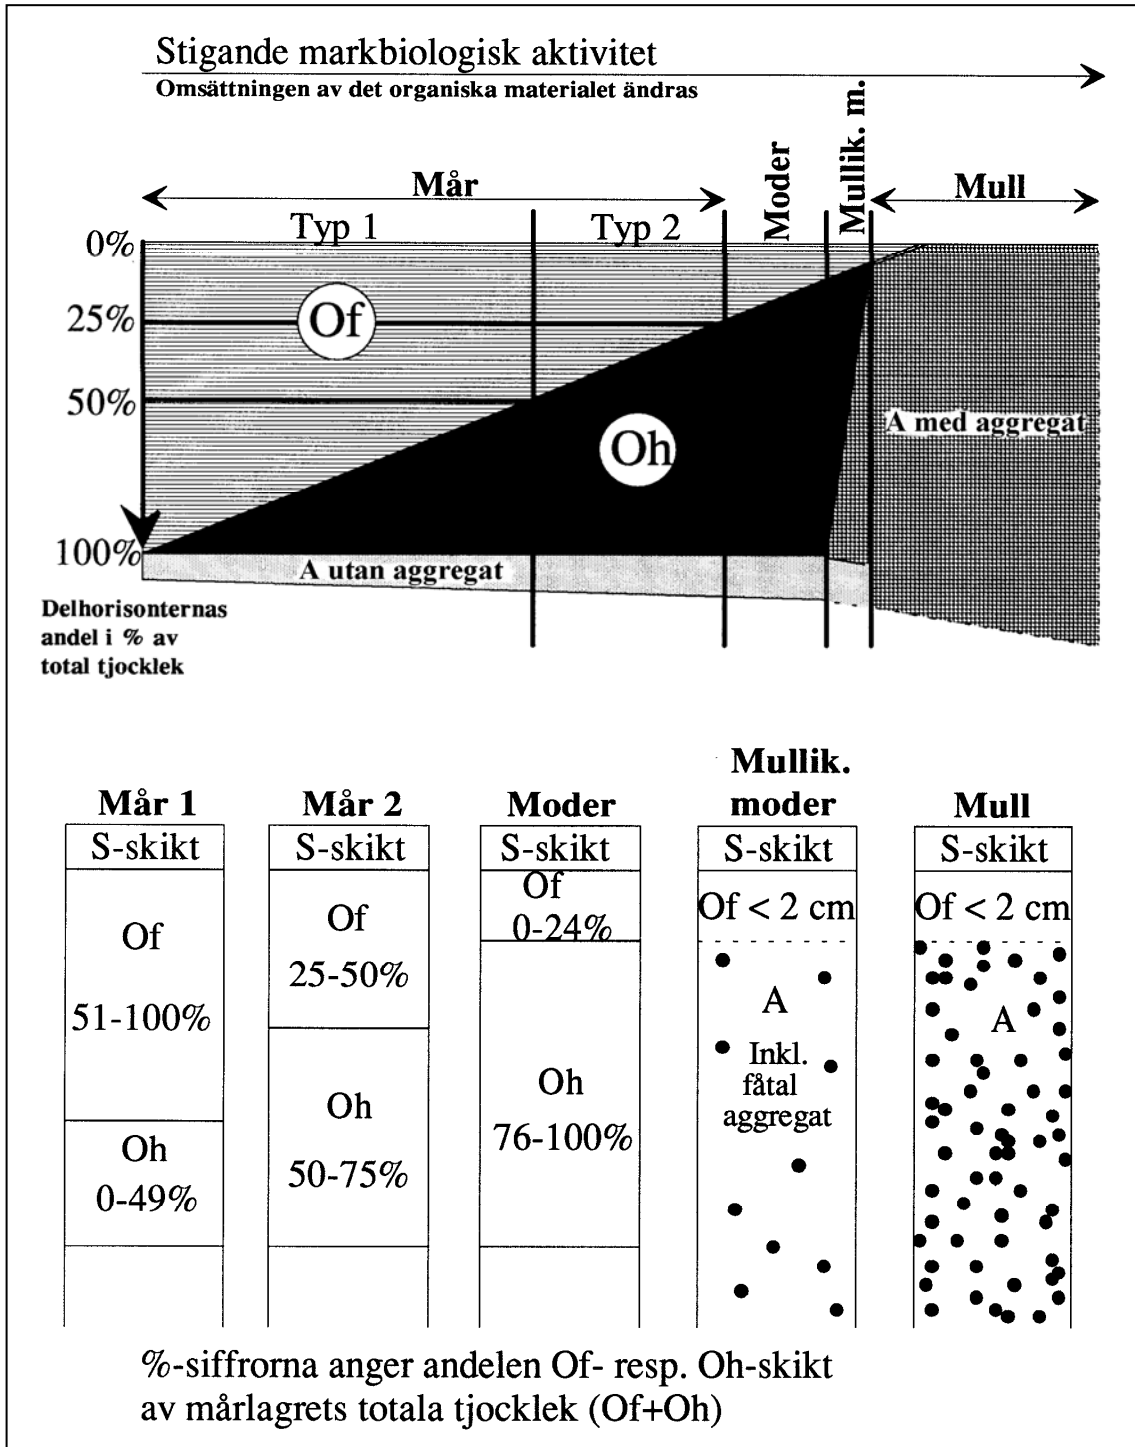 Stigande markbiologisk aktivitet
Omsättningen av det organiska materialet ändras
Mår
Moder
Mullik. m.
Mull
Typ 1
Typ 2
0%
25%
50%
100%
Of
Oh
A med aggregat
A utan aggregat
Delhorisonternas
andel i % av
total tjocklek
Mår 1
S-skikt
Of
51-100%
Oh
0-49%
Mår 2
S-skikt
Of
25-50%
Oh
50-75%
Moder
S-skikt
Of
0-24%
Oh
76-100%
Mullik.
moder
S-skikt
Of < 2 cm
A
Inkl.
fåtal
aggregat
Mull
S-skikt
Of < 2 cm
A
%-siffrorna anger andelen Of- resp. Oh-skikt
av mårlagrets totala tjocklek (Of+Oh)